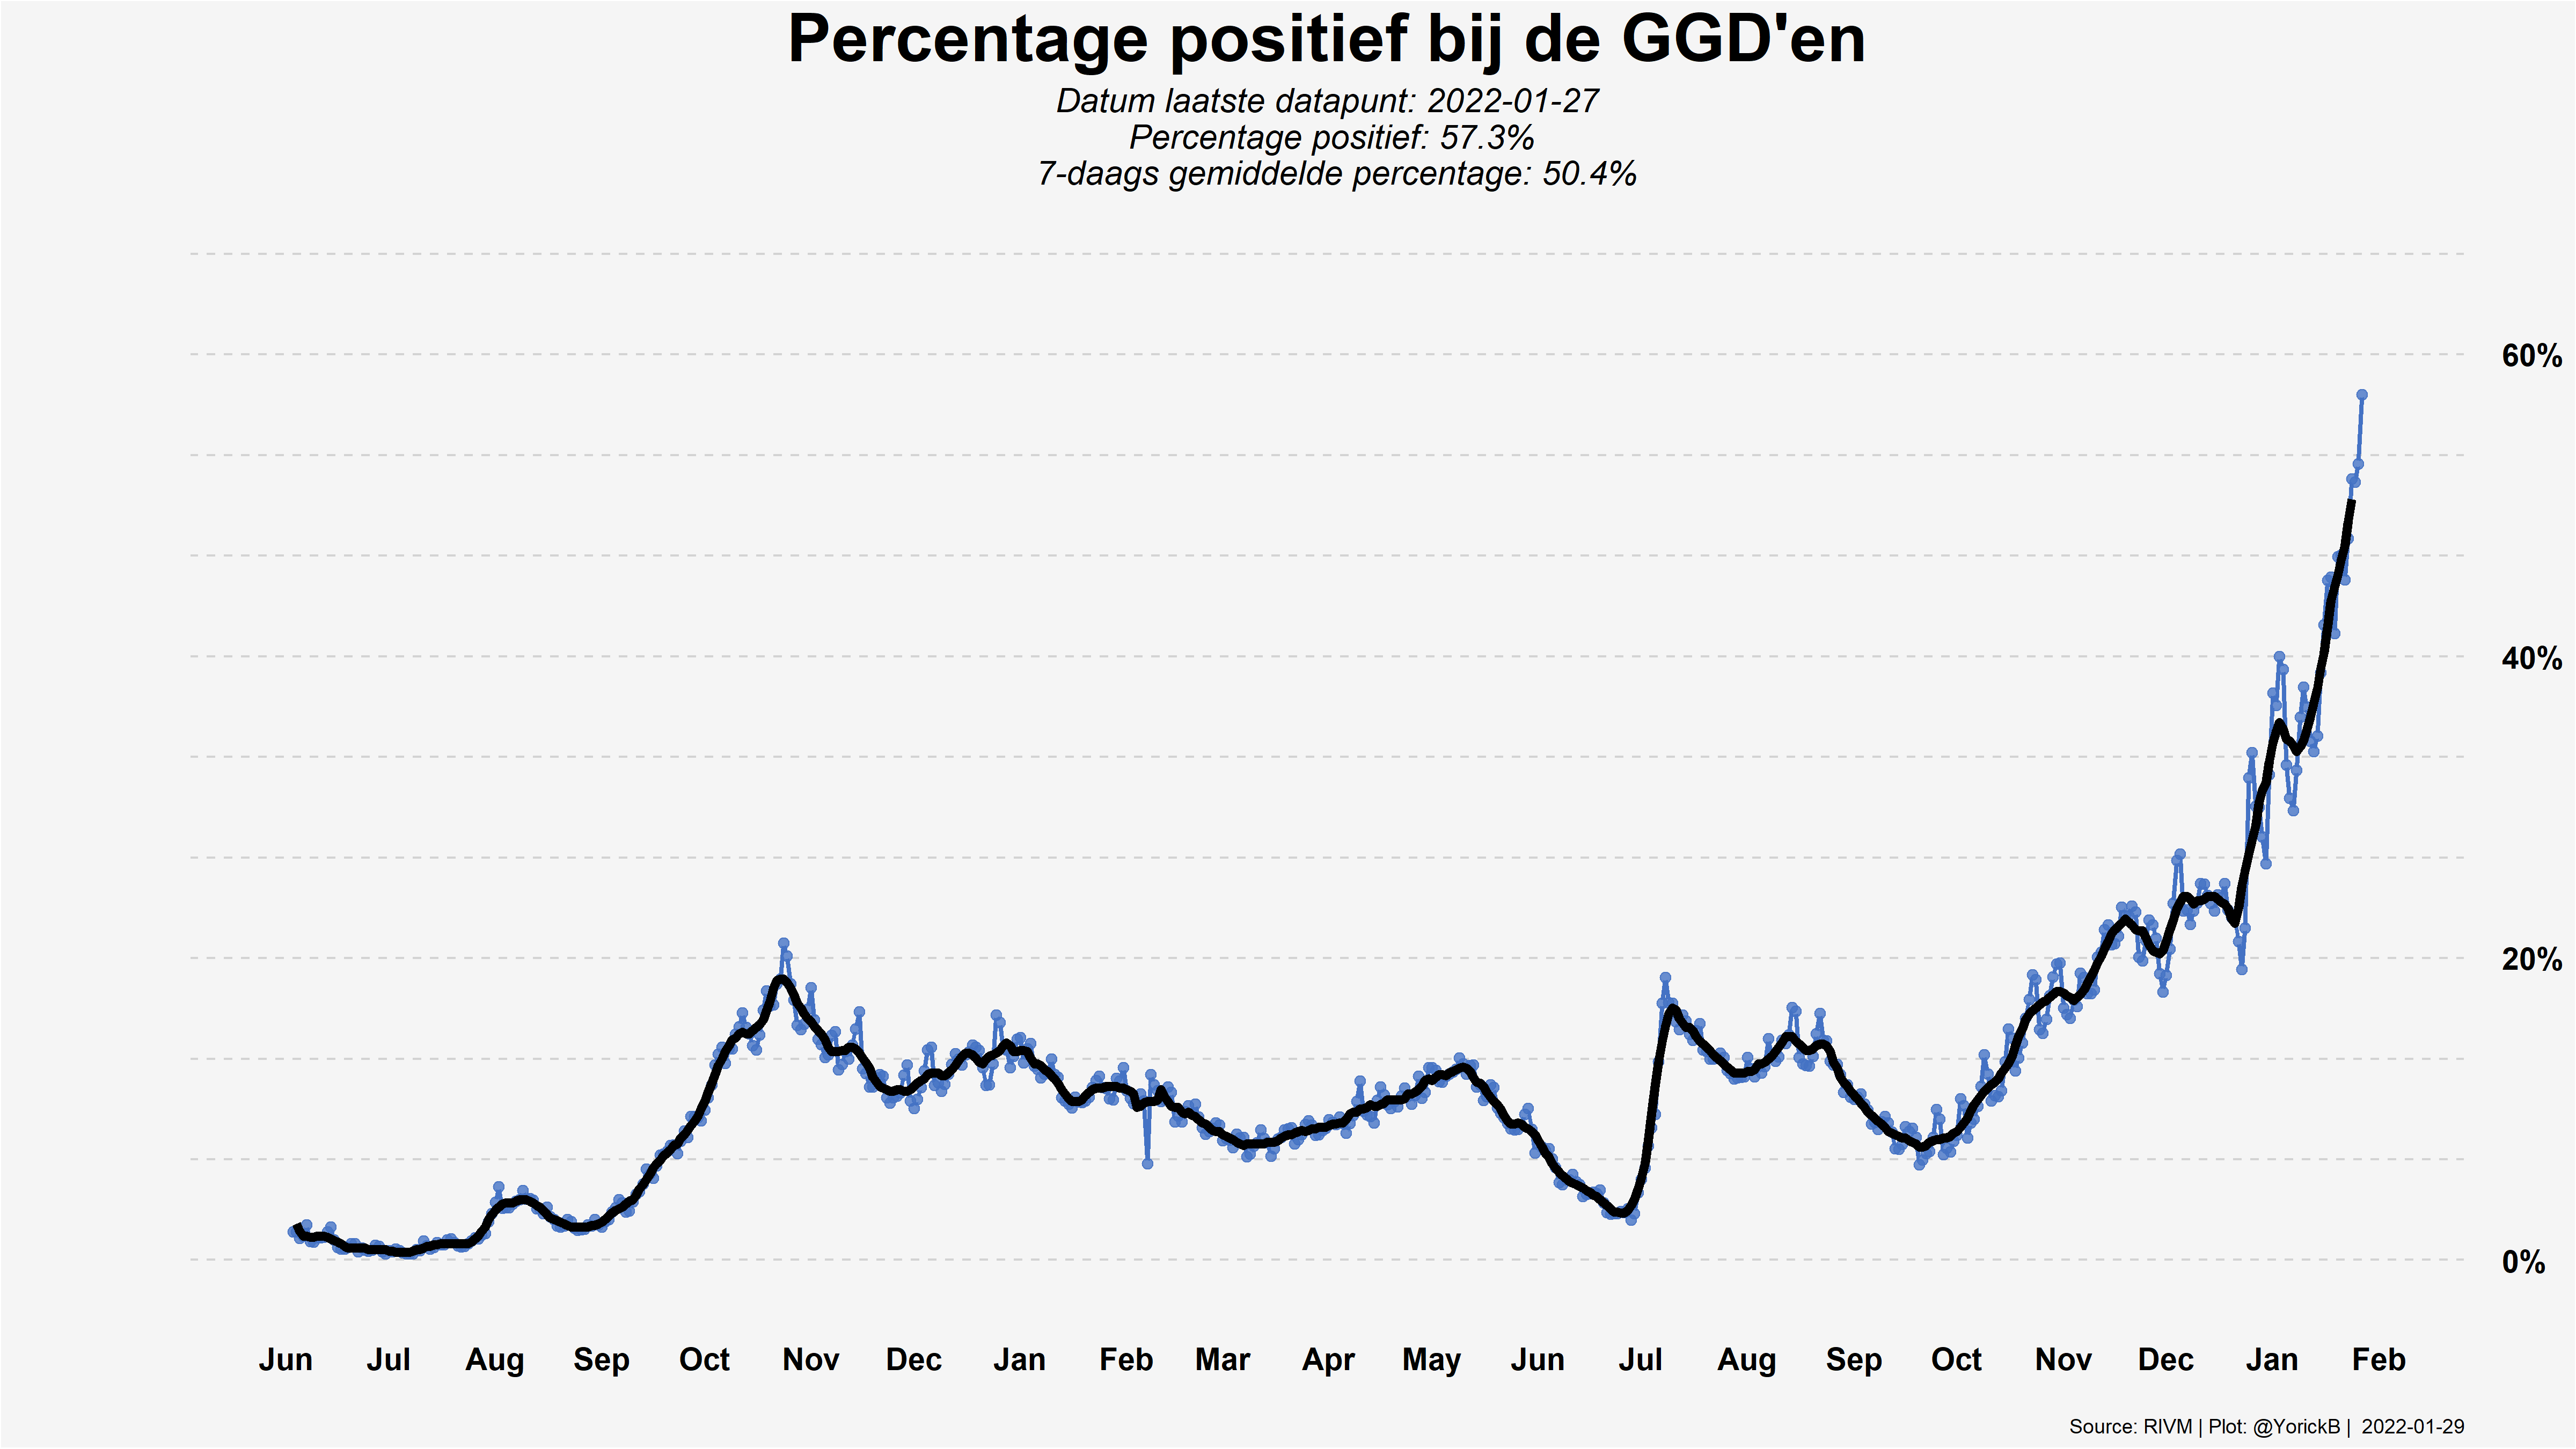 Percentage positief bij de GGD'en
Datum laatste datapunt: 2022-01-27
Percentage positief: 57.3%
7-daags gemiddelde percentage: 50.4%
60%
40%
20%
0%
Jun Jul Aug Sep Oct Nov Dec Jan Feb Mar Apr May Jun Jul Aug Sep Oct Nov Dec Jan Feb
Source: RIVM | Plot: @YorickB | 2022-01-29